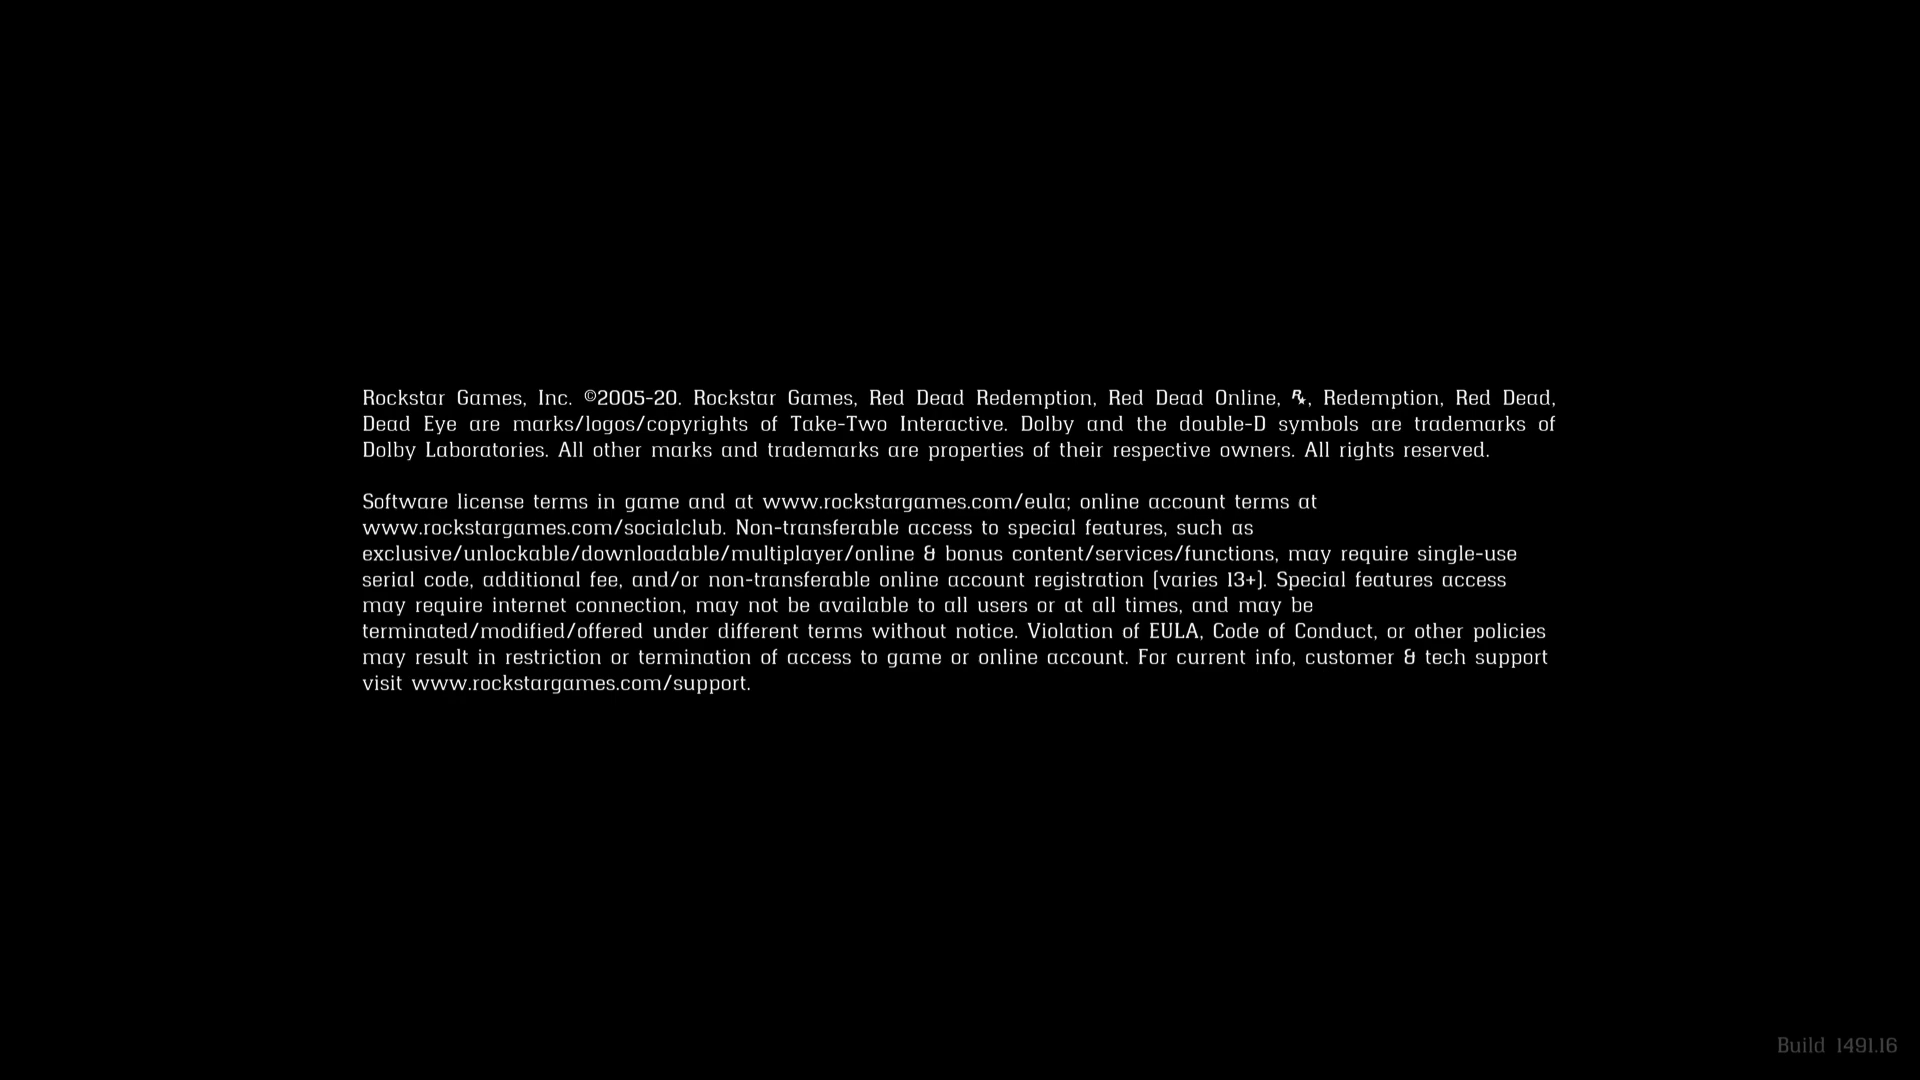 Rockstar Games, Inc. ©2005-20. Rockstar Games, Red Dead Redemption, Red Dead Online, R★, Redemption, Red Dead,
Dead Eye are marks/logos/copyrights of Take-Two Interactive. Dolby and the double-D symbols are trademarks of
Dolby Laboratories. All other marks and trademarks are properties of their respective owners. All rights reserved.
Software license terms in game and at www.rockstargames.com/eula; online account terms at
www.rockstargames.com/socialclub. Non-transferable access to special features, such as
exclusive/unlockable/downloadable/multiplayer/online & bonus content/services/functions, may require single-use
serial code, additional fee, and/or non-transferable online account registration (varies 13+). Special features access
may require internet connection, may not be available to all users or at all times, and may be
terminated/modified/offered under different terms without notice. Violation of EULA, Code of Conduct, or other policies
may result in restriction or termination of access to game or online account. For current info, customer & tech support
visit www.rockstargames.com/support.
Build 1491.16